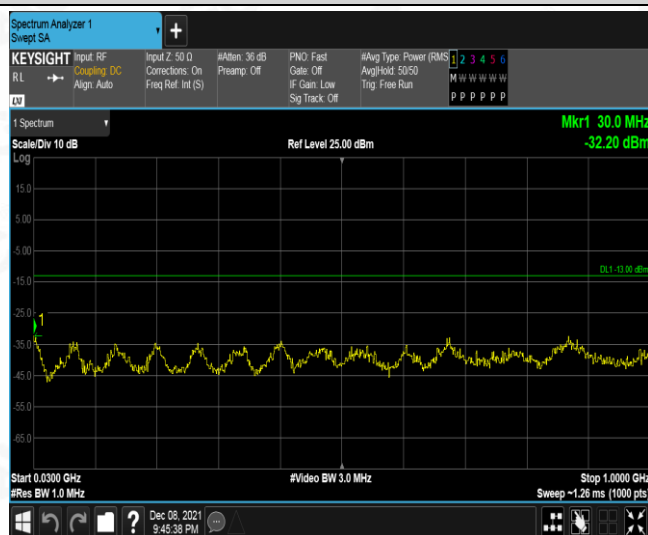 Spectrum Analyzer 1
Swept SA
+
KEYSIGHT
RL
LXI
Input: RF
Coupling: DC
Align: Auto
Input Z: 50 Ω
Corrections: On
Freq Ref: Int (S)
#Atten: 36 dB
Preamp: Off
PNO: Fast
Gate: Off
IF Gain: Low
Sig Track: Off
#Avg Type: Power (RMS
Avg|Hold: 50/50
Trig: Free Run
1 2 3 4 5 6
M W W W W W
P P P P P P
1 Spectrum
Mkr1 30.0 MHz
Scale/Div 10 dB
Ref Level 25.00 dBm
-32.20 dBm
Log
15.0
5.00
-5.00
DL1 -13.00 dBm
-15.0
-25.0
1
-35.0
-45.0
-55.0
-65.0
Start 0.0300 GHz
#Video BW 3.0 MHz
Stop 1.0000 GHz
#Res BW 1.0 MHz
Sweep ~1.26 ms (1000 pts)
?
Dec 08, 2021
9:45:38 PM